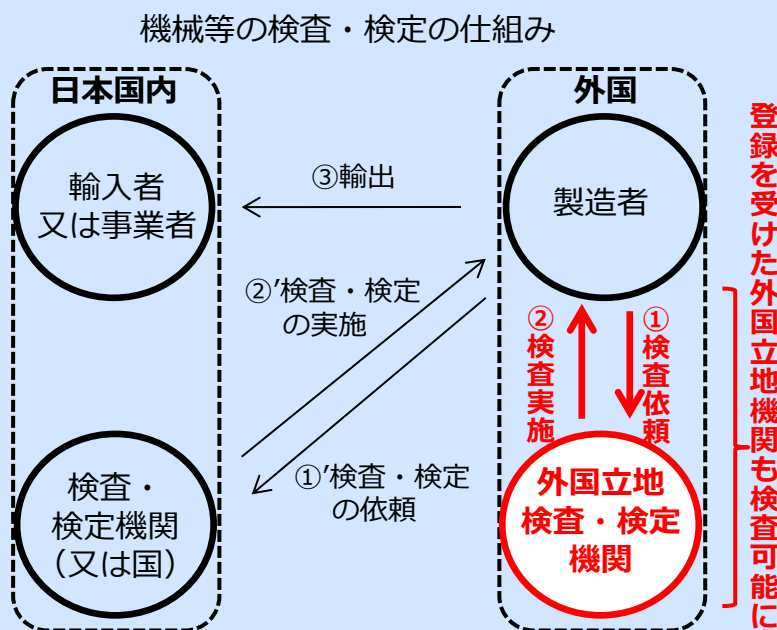 機械等の検査・検定の仕組み
日本国内
外国
輸入者
又は事業者
③輸出
製造者
②’検査・検定
の実施
②検査実施
①検査依頼
①’検査・検定
の依頼
検査・
検定機関
（又は国）
外国立地
検査・検定
機関
登録を受けた外国立地機関も検査可能に